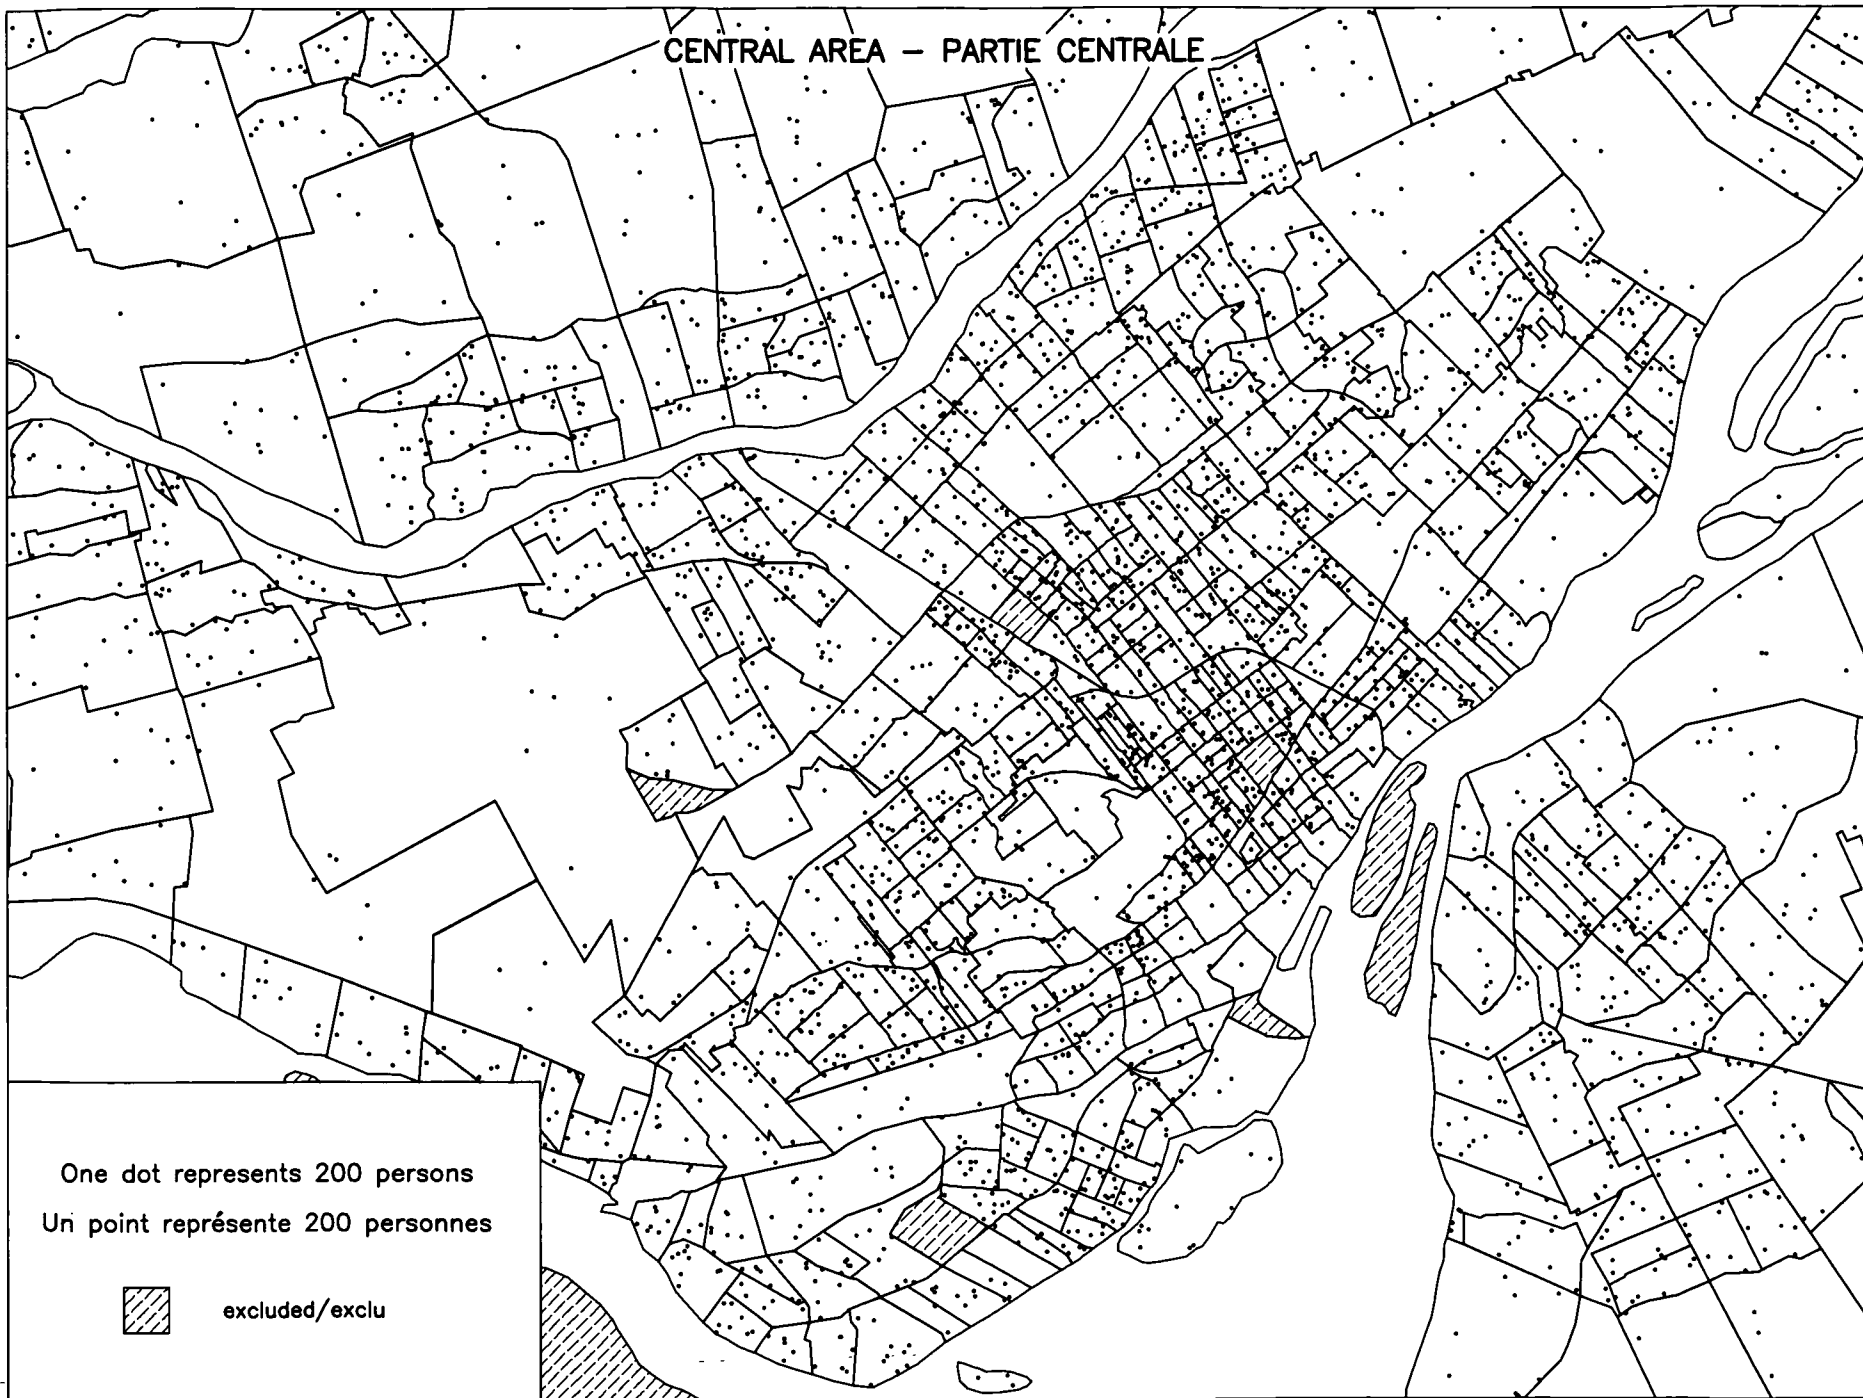 CENTRAL AREA – PARTIE CENTRALE
One dot represents 200 persons
Un point représente 200 personnes
excluded/exclu